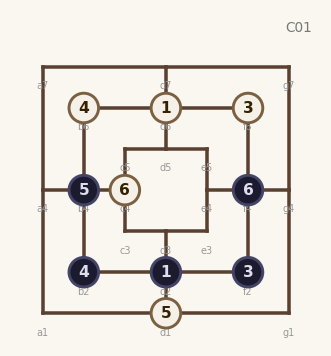 C01
a7 d7 g7
4 1 3
b6 d6 f6
c5 d5 e5
5 6 6
a4 b4 c4 e4 f4 g4
c3 d3 e3
4 1 3
b2 d2 f2
5
a1 d1 g1